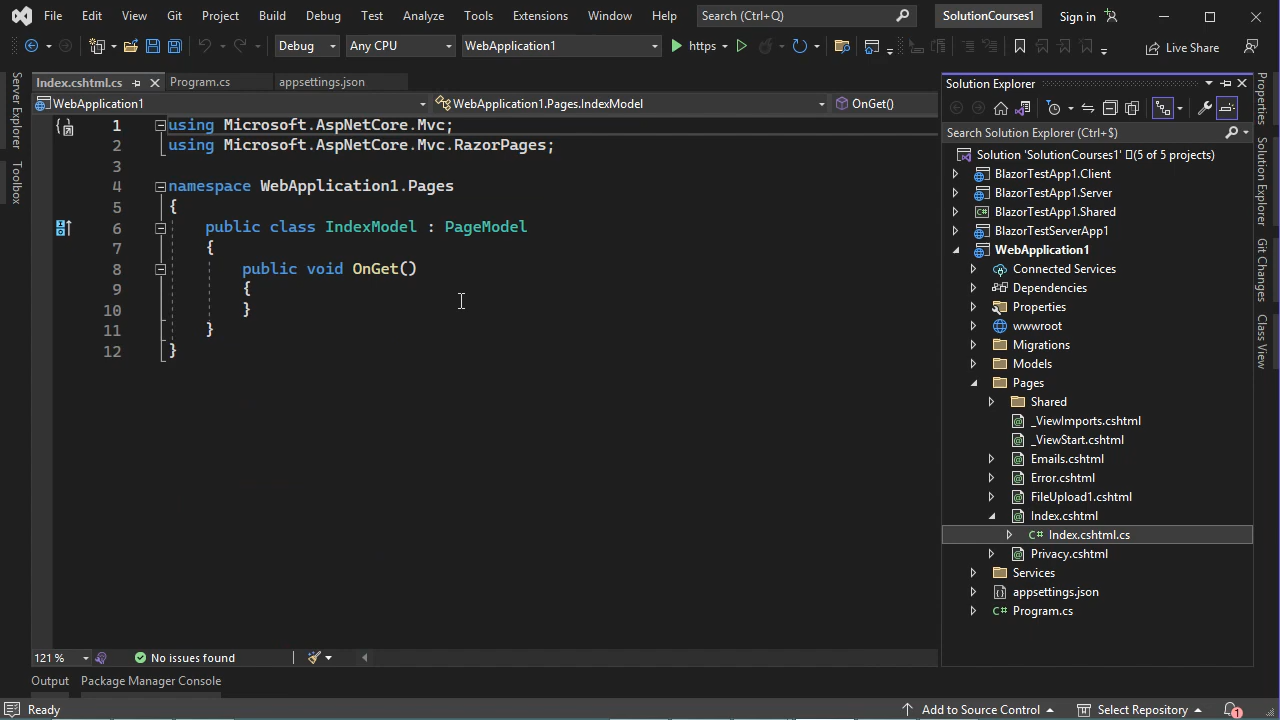 File Edit View Git Project Build Debug Test Analyze Tools Extensions Window Help Search (Ctrl+Q) SolutionCourses1 Sign in
Debug Any CPU WebApplication1 https Live Share
Index.cshtml.cs Program.cs appsettings.json
WebApplication1 WebApplication1.Pages.IndexModel OnGet()
1 using Microsoft.AspNetCore.Mvc;
2 using Microsoft.AspNetCore.Mvc.RazorPages;
3
4 namespace WebApplication1.Pages
5 {
6 public class IndexModel : PageModel
7 {
8 public void OnGet()
9 {
10 }
11 }
12 }
121 % No issues found
Output Package Manager Console
Server Explorer
Toolbox
Solution Explorer
Search Solution Explorer (Ctrl+$)
Solution 'SolutionCourses1' (5 of 5 projects)
BlazorTestApp1.Client
BlazorTestApp1.Server
BlazorTestApp1.Shared
BlazorTestServerApp1
WebApplication1
Connected Services
Dependencies
Properties
wwwroot
Migrations
Models
Pages
Shared
_ViewImports.cshtml
_ViewStart.cshtml
Emails.cshtml
Error.cshtml
FileUpload1.cshtml
Index.cshtml
C# Index.cshtml.cs
Privacy.cshtml
Services
appsettings.json
C# Program.cs
Properties
Solution Explorer
Git Changes
Class View
Ready Add to Source Control Select Repository 1